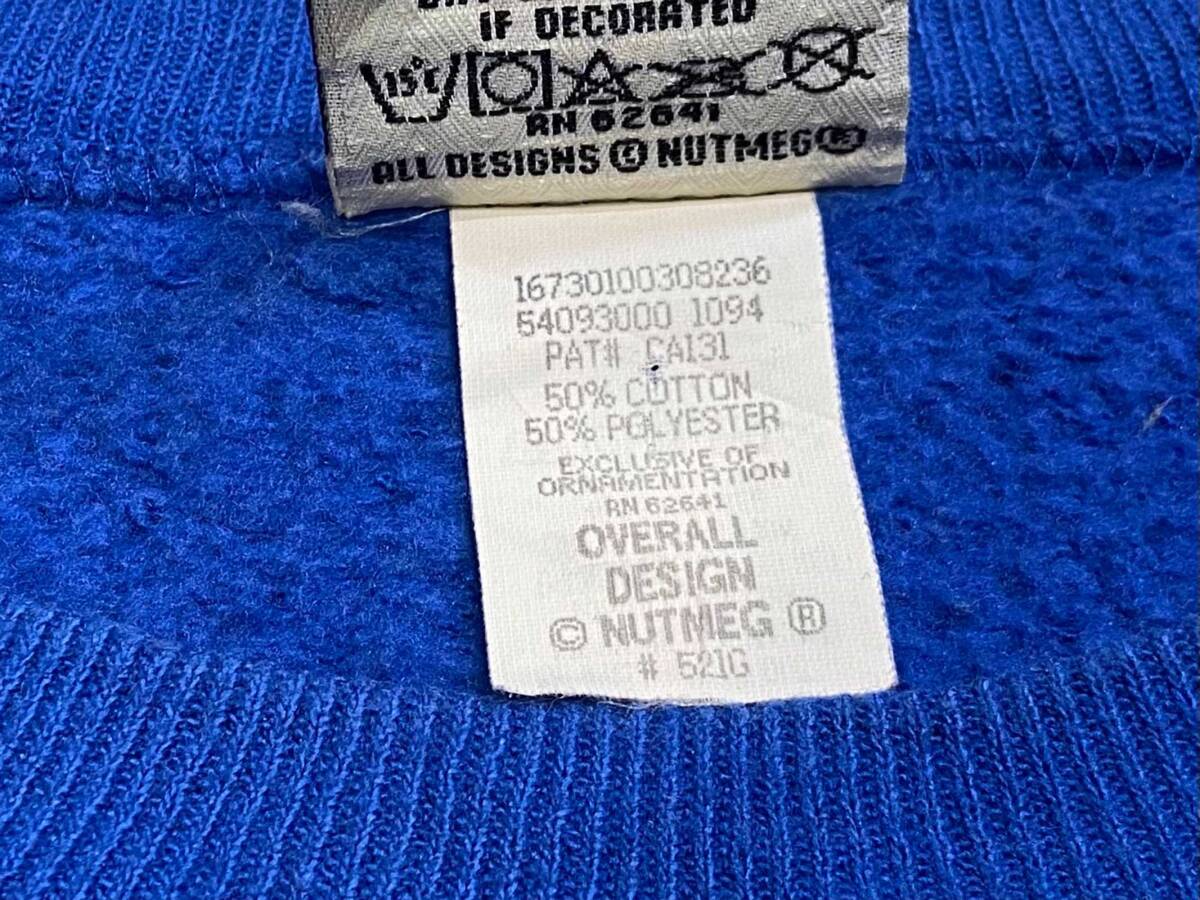 IF DECORATED
15°C
RN 62641
ALL DESIGNS © NUTMEG®
16730100308236
54093000 1094
PAT# CA131
50% COTTON
50% POLYESTER
EXCLUSIVE OF
ORNAMENTATION
RN 62641
OVERALL
DESIGN
© NUTMEG ®
# 521G